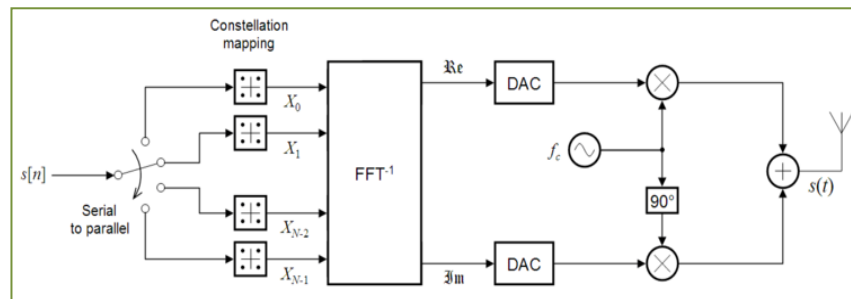 Constellation
mapping
X0
X1
XN-2
XN-1
s[n]
Serial
to parallel
FFT-1
ℜe
ℑm
DAC
DAC
fc
90°
s(t)